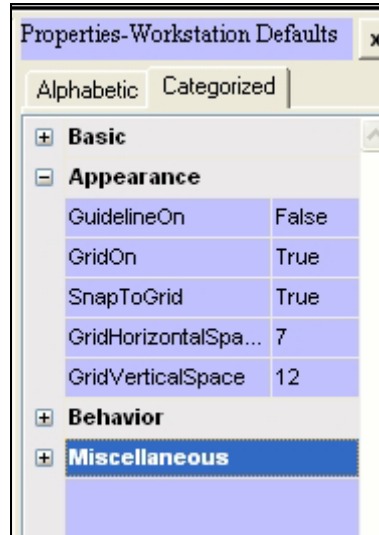 Properties-Workstation Defaults x
Alphabetic Categorized
Basic
Appearance
GuidelineOn False
GridOn True
SnapToGrid True
GridHorizontalSpa... 7
GridVerticalSpace 12
Behavior
Miscellaneous